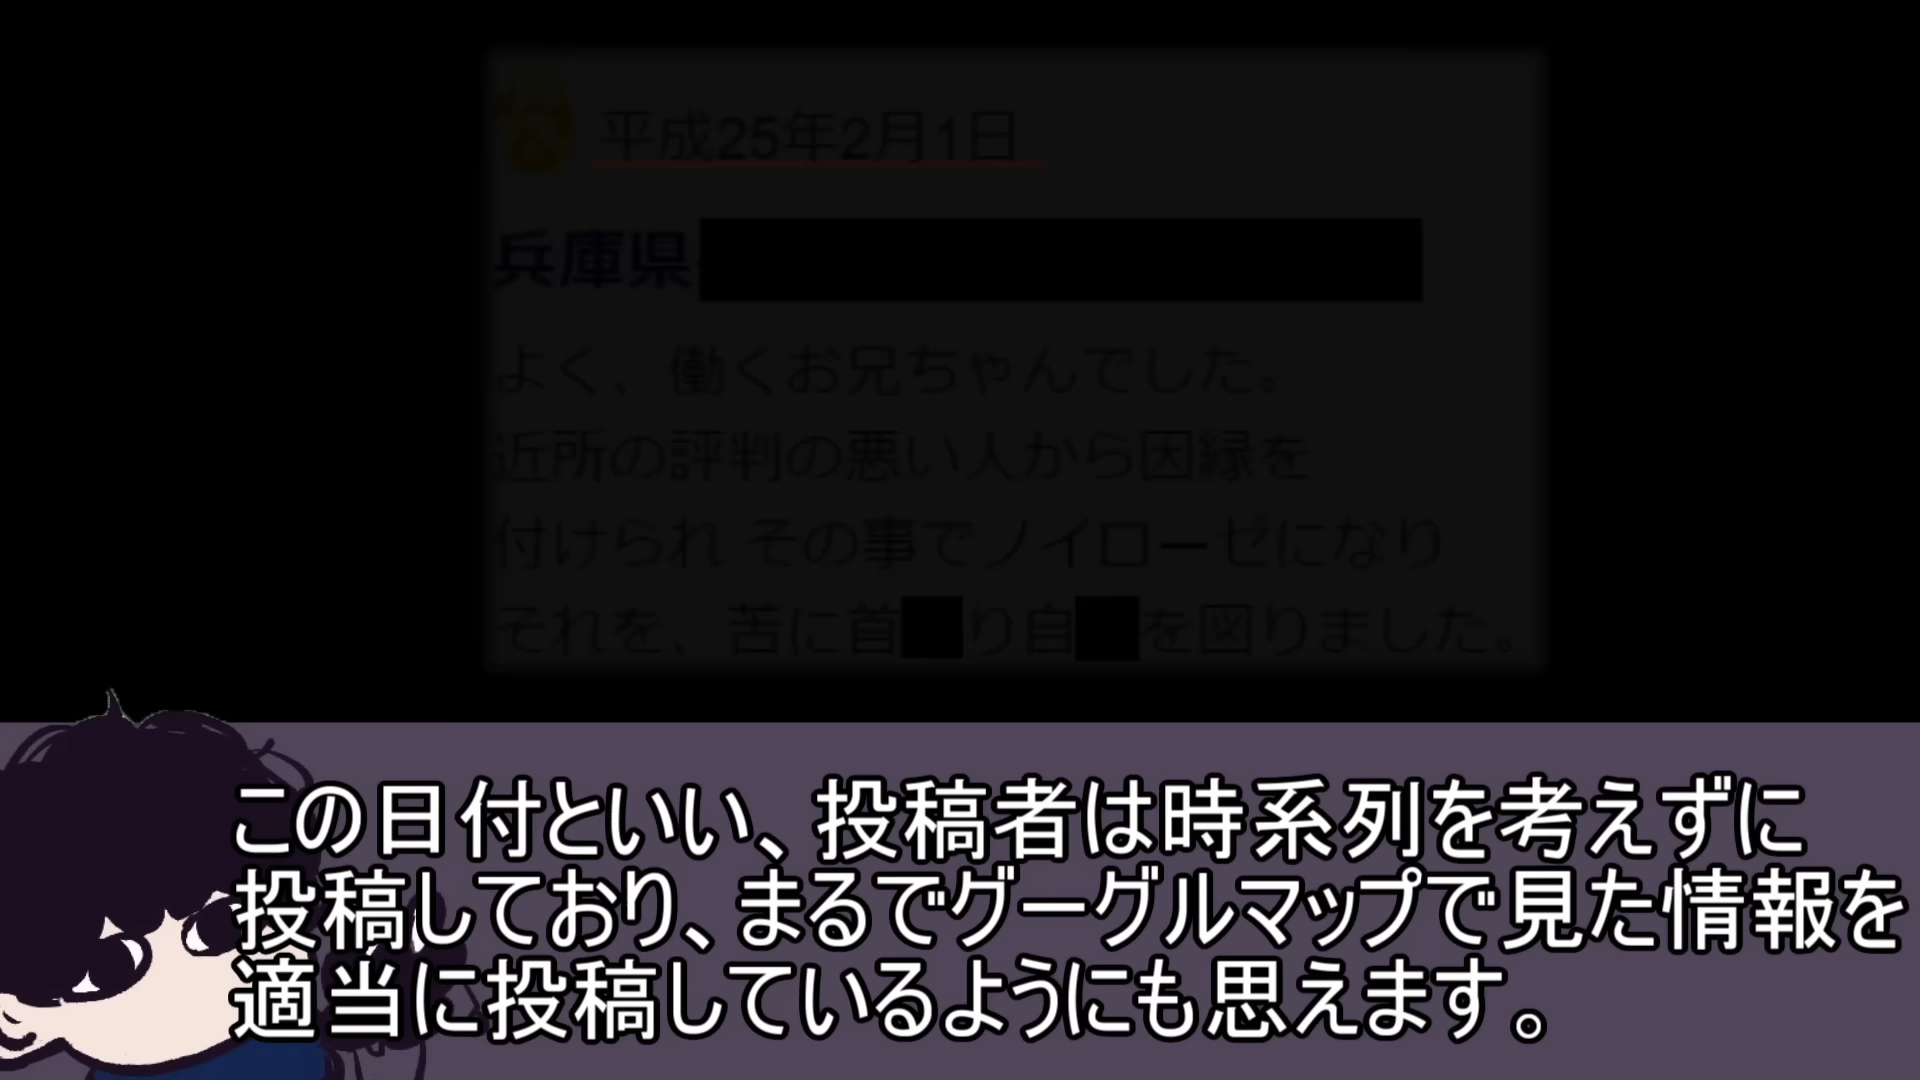 平成25年2月1日
兵庫県
よく、働くお兄ちゃんでした。
近所の評判の悪い人から因縁を
付けられ その事でノイローゼになり
それを、苦に首 り自 を図りました。
この日付といい、投稿者は時系列を考えずに
投稿しており、まるでグーグルマップで見た情報を
適当に投稿しているようにも思えます。